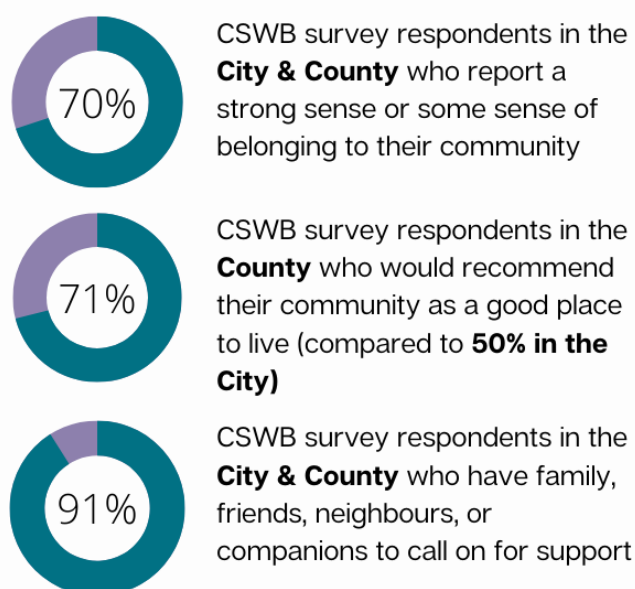 70%
CSWB survey respondents in the
City & County who report a
strong sense or some sense of
belonging to their community
71%
CSWB survey respondents in the
County who would recommend
their community as a good place
to live (compared to 50% in the
City)
91%
CSWB survey respondents in the
City & County who have family,
friends, neighbours, or
companions to call on for support